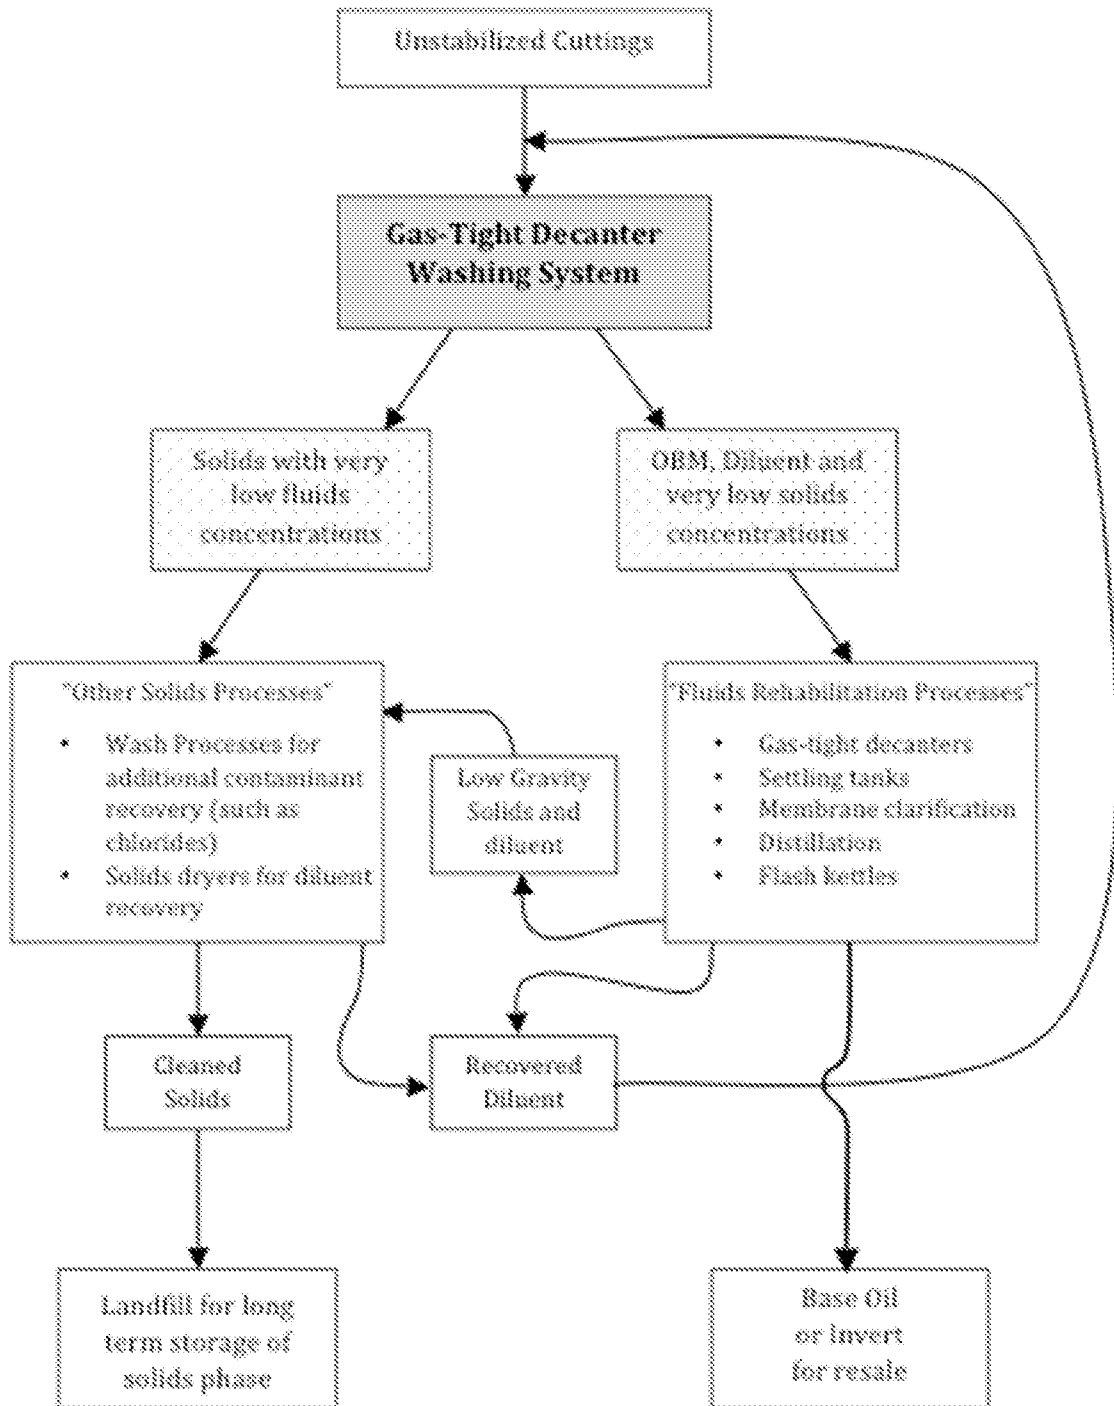 Unstabilized Cuttings
Gas-Tight Decanter
Washing System
Solids with very
low fluids
concentrations
OBM, Diluent and
very low solids
concentrations
"Other Solids Processes"
• Wash Processes for
additional contaminant
recovery (such as
chlorides)
• Solids dryers for diluent
recovery
Low Gravity
Solids and
diluent
"Fluids Rehabilitation Processes"
• Gas-tight decanters
• Settling tanks
• Membrane clarification
• Distillation
• Flash kettles
Cleaned
Solids
Recovered
Diluent
Landfill for long
term storage of
solids phase
Base Oil
or invert
for resale